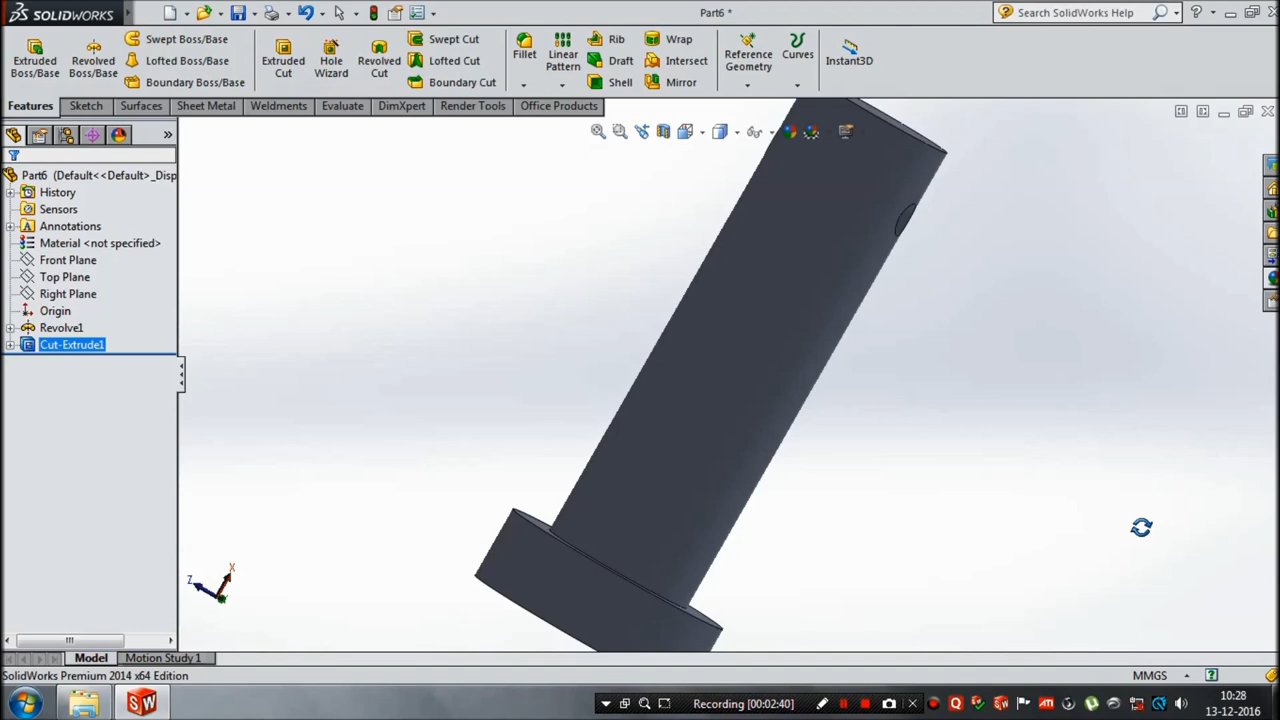 SOLIDWORKS
Part6 *
Search SolidWorks Help
Extruded Boss/Base
Revolved Boss/Base
Swept Boss/Base
Lofted Boss/Base
Boundary Boss/Base
Extruded Cut
Hole Wizard
Revolved Cut
Swept Cut
Lofted Cut
Boundary Cut
Fillet
Linear Pattern
Rib
Draft
Shell
Wrap
Intersect
Mirror
Reference Geometry
Curves
Instant3D
Features
Sketch
Surfaces
Sheet Metal
Weldments
Evaluate
DimXpert
Render Tools
Office Products
Part6 (Default<<Default>_Disp
History
Sensors
Annotations
Material <not specified>
Front Plane
Top Plane
Right Plane
Origin
Revolve1
Cut-Extrude1
X
Z
Model
Motion Study 1
SolidWorks Premium 2014 x64 Edition
MMGS
Recording [00:02:40]
10:28
13-12-2016